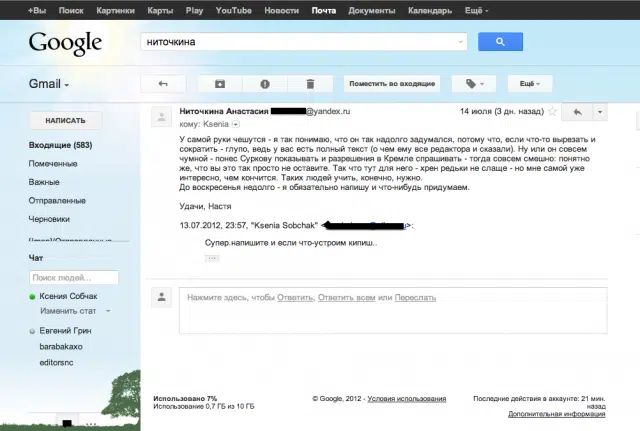 +Вы Поиск Картинки Карты Play YouTube Новости Почта Документы Календарь Ещё
Google
ниточкина
Gmail
Поместить во входящие
Ещё
НАПИСАТЬ
Входящие (583)
Помеченные
Важные
Отправленные
Черновики
Чат
Поиск людей...
Ксения Собчак
Изменить стат
Евгений Грин
barabakaxo
editorsnc
Ниточкина Анастасия @yandex.ru
14 июля (3 дн. назад)
кому: Ksenia
У самой руки чешутся - я так понимаю, что он так надолго задумался, потому что, если что-то вырезать и
сократить - глупо, ведь у вас есть полный текст (о чем ему все редактора и сказали). Ну или он совсем
чумной - понес Суркову показывать и разрешения в Кремле спрашивать - тогда совсем смешно: понятно
же, что вы это так просто не оставите. Так что тут для него - хрен редьки не слаще - но мне самой уже
интересно, чем кончится. Таких людей учить, конечно, нужно.
До воскресенья недолго - я обязательно напишу и что-нибудь придумаем.
Удачи, Настя
13.07.2012, 23:57, "Ksenia Sobchak" < >:
Супер.напишите и если что-устроим кипиш..
...
Нажмите здесь, чтобы Ответить, Ответить всем или Переслать
Использовано 7%
Использование 0,7 ГБ из 10 ГБ
© Google, 2012 - Условия использования
Последние действия в аккаунте: 21 мин.
назад
Дополнительная информация